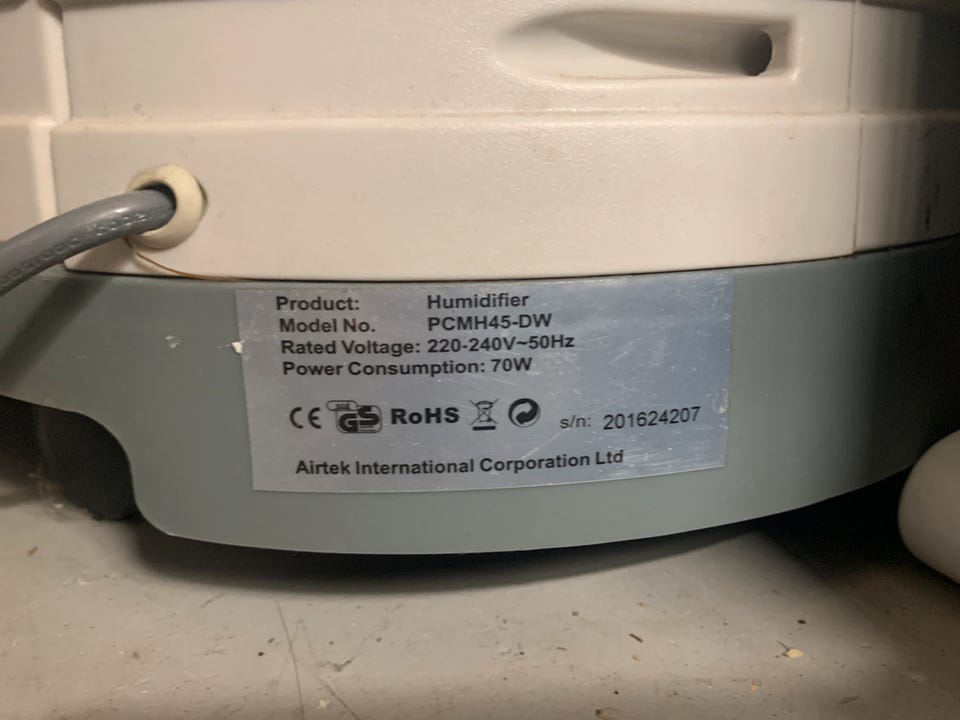 Product: Humidifier
Model No. PCMH45-DW
Rated Voltage: 220-240V~50Hz
Power Consumption: 70W
CE GS RoHS s/n: 201624207
Airtek International Corporation Ltd